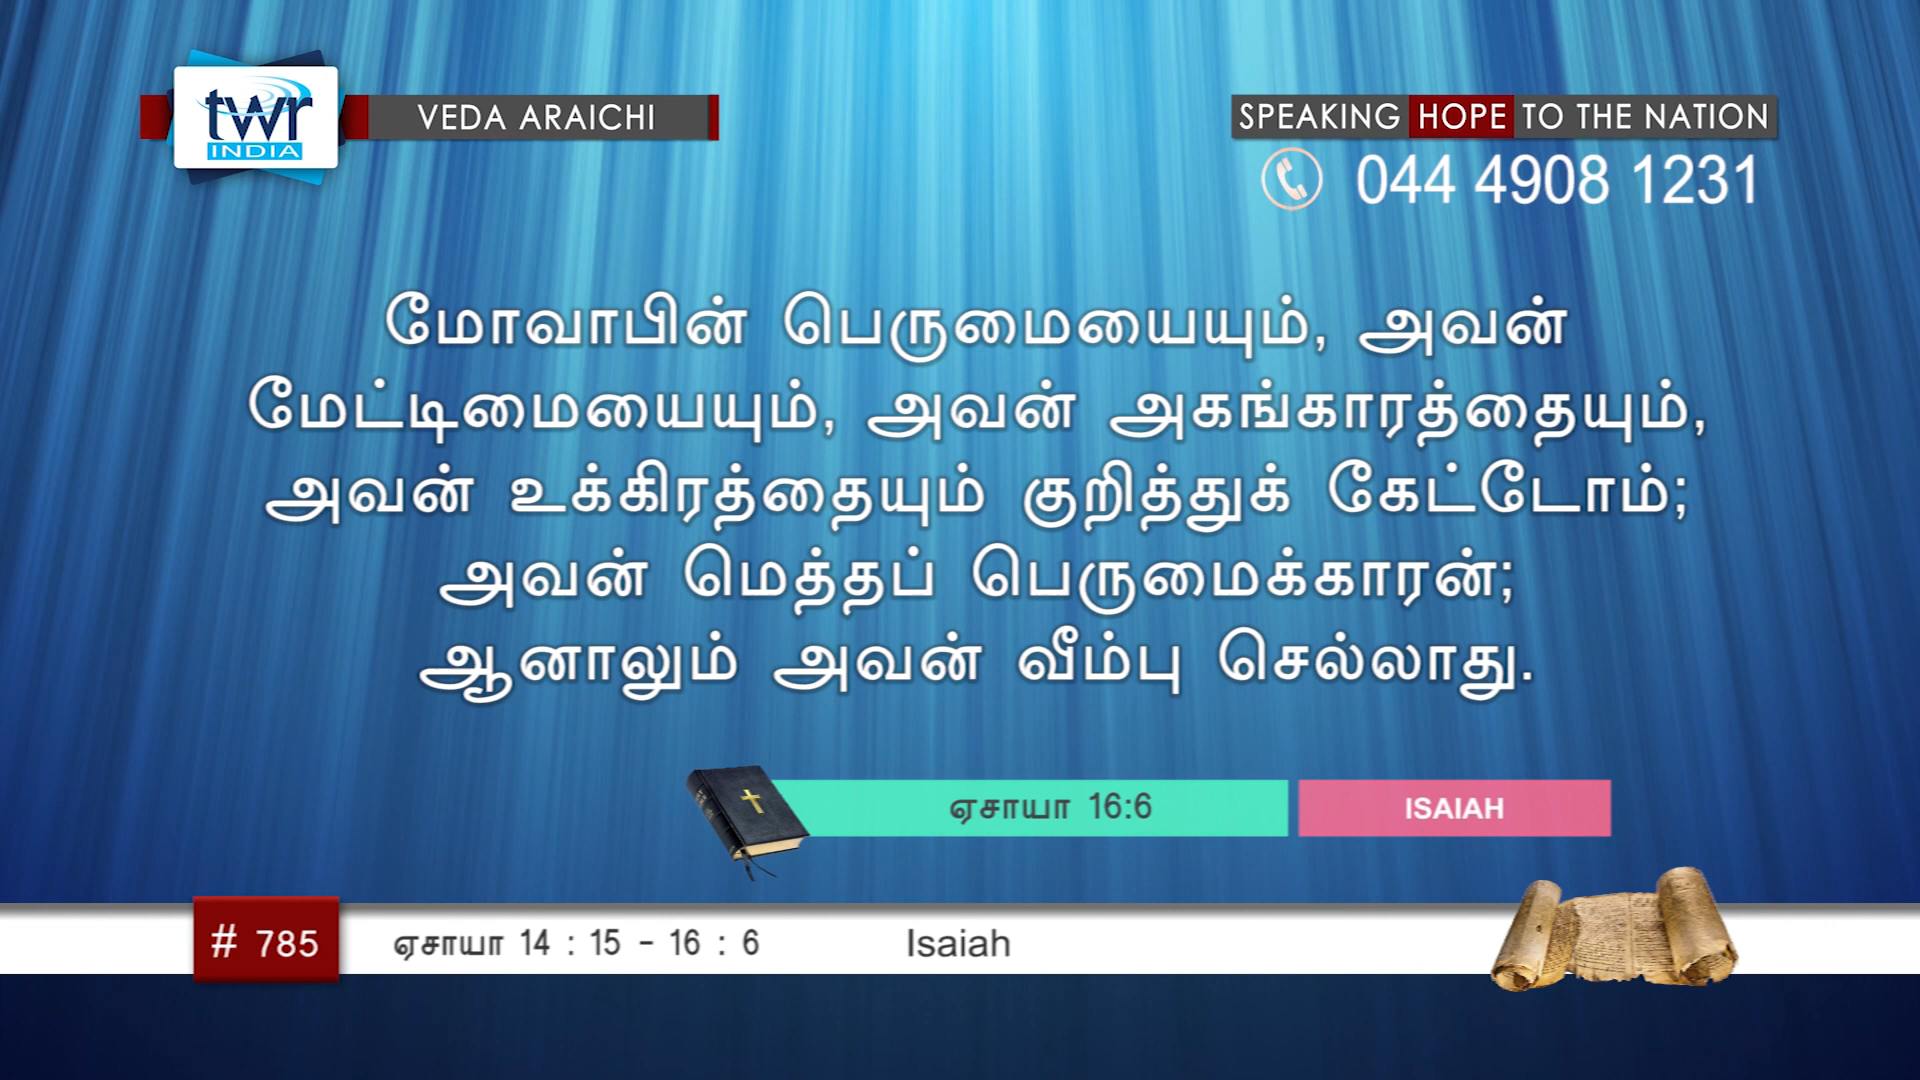 twr
INDIA
VEDA ARAICHI
SPEAKING HOPE TO THE NATION
044 4908 1231
மோவாபின் பெருமையையும், அவன்
மேட்டிமையையும், அவன் அகங்காரத்தையும்,
அவன் உக்கிரத்தையும் குறித்துக் கேட்டோம்;
அவன் மெத்தப் பெருமைக்காரன்;
ஆனாலும் அவன் வீம்பு செல்லாது.
ஏசாயா 16:6
ISAIAH
# 785
ஏசாயா 14 : 15 - 16 : 6
Isaiah